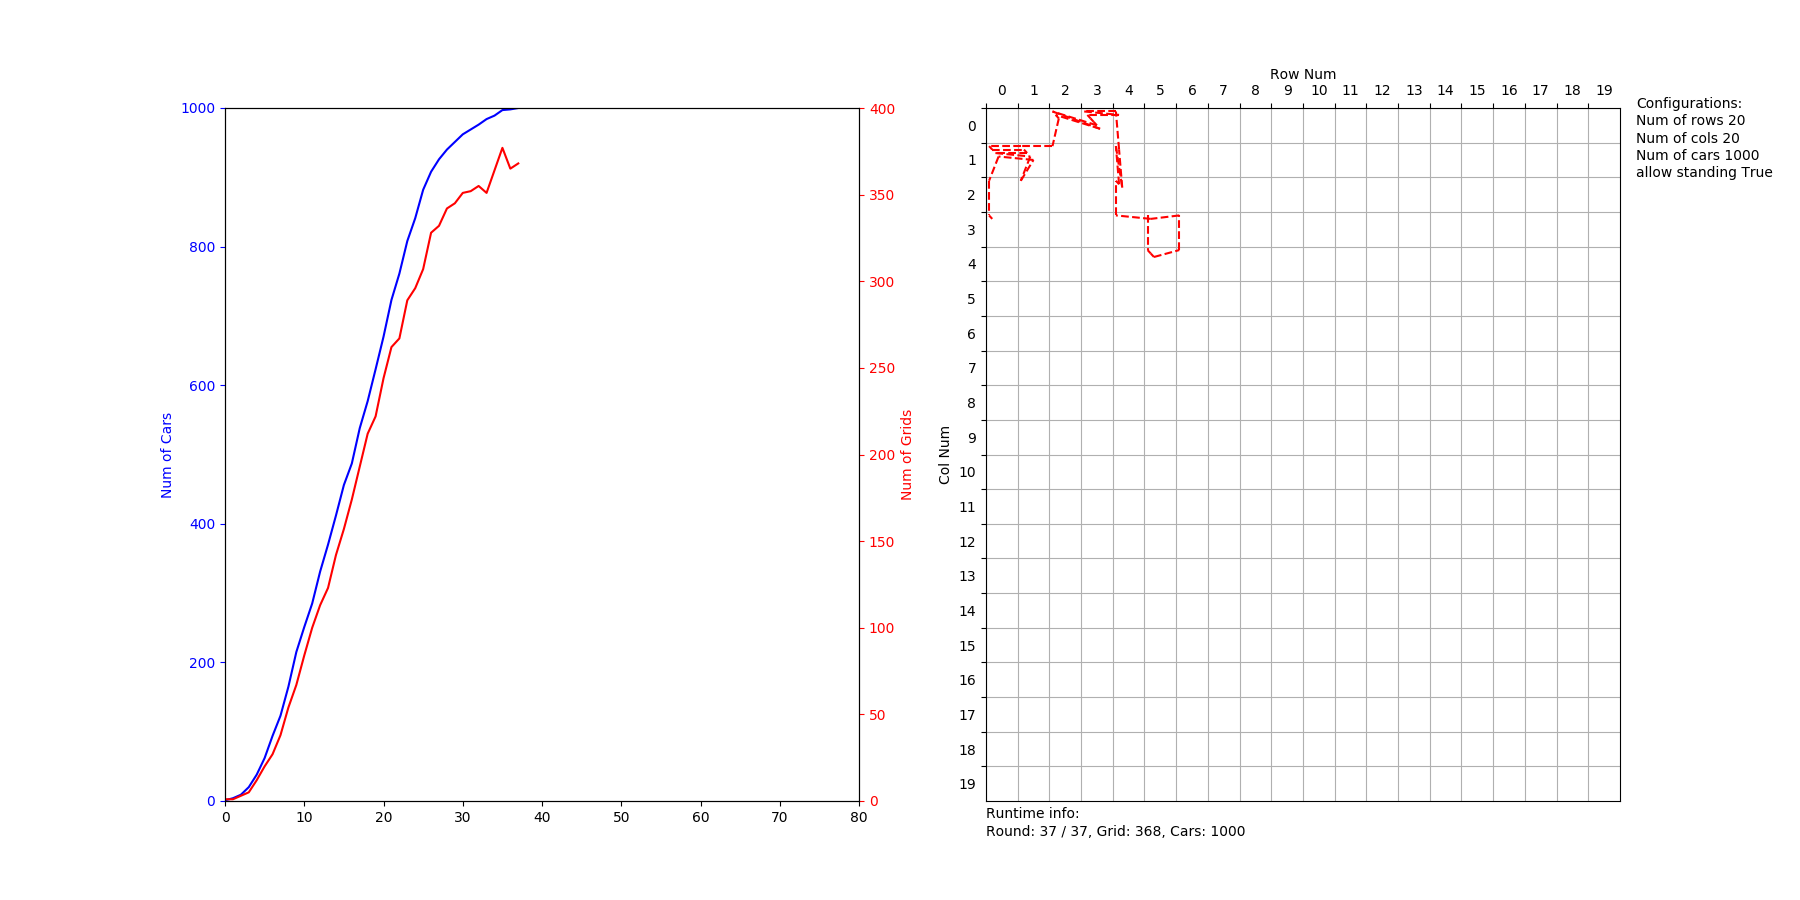 1000
800
600
400
200
0
Num of Cars
0 10 20 30 40 50 60 70 80
400
350
300
250
200
150
100
50
0
Num of Grids
Row Num
0 1 2 3 4 5 6 7 8 9 10 11 12 13 14 15 16 17 18 19
Col Num
0
1
2
3
4
5
6
7
8
9
10
11
12
13
14
15
16
17
18
19
Configurations:
Num of rows 20
Num of cols 20
Num of cars 1000
allow standing True
Runtime info:
Round: 37 / 37, Grid: 368, Cars: 1000